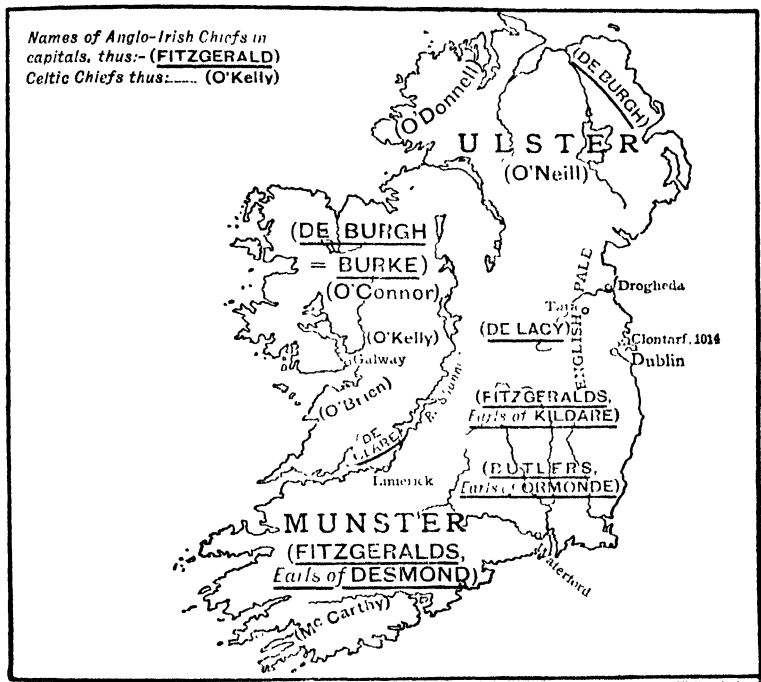 Names of Anglo-Irish Chiefs in
capitals, thus:- (FITZGERALD)
Celtic Chiefs thus:...... (O'Kelly)
(O'Donnell)
(DE BURGH)
ULSTER
(O'Neill)
(DE BURGH
= BURKE)
(O'Connor)
ENGLISH PALE
Drogheda
Tara
(O'Kelly)
(DE LACY)
Clontarf, 1014
Galway
Dublin
(O'Brien)
R. Shannon
(FITZGERALDS,
Earls of KILDARE)
(DE
CLARE)
(BUTLERS,
Earls of ORMONDE)
Limerick
MUNSTER
(FITZGERALDS,
Earls of DESMOND)
Waterford
(Mc Carthy)